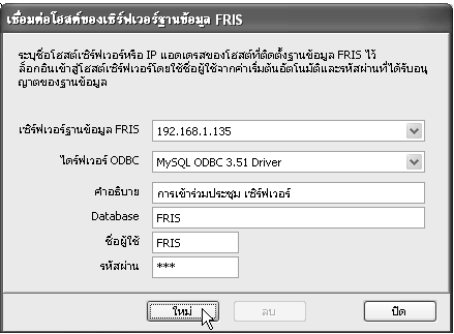 เชื่อมต่อโฮสต์ของเซิร์ฟเวอร์ฐานข้อมูล FRIS
ระบุชื่อโฮสต์เซิร์ฟเวอร์หรือ IP แอดเดรสของโฮสต์ที่ติดตั้งฐานข้อมูล FRIS ไว้
ล็อกอินเข้าสู่โฮสต์เซิร์ฟเวอร์โดยใช้ชื่อผู้ใช้จากค่าเริ่มต้นอัตโนมัติและรหัสผ่านที่ได้รับอนุ
ญาตของฐานข้อมูล
เซิร์ฟเวอร์ฐานข้อมูล FRIS 192.168.1.135
ไดร์ฟเวอร์ ODBC MySQL ODBC 3.51 Driver
คำอธิบาย การเข้าร่วมประชุม เซิร์ฟเวอร์
Database FRIS
ชื่อผู้ใช้ FRIS
รหัสผ่าน ***
ใหม่ ลบ ปิด